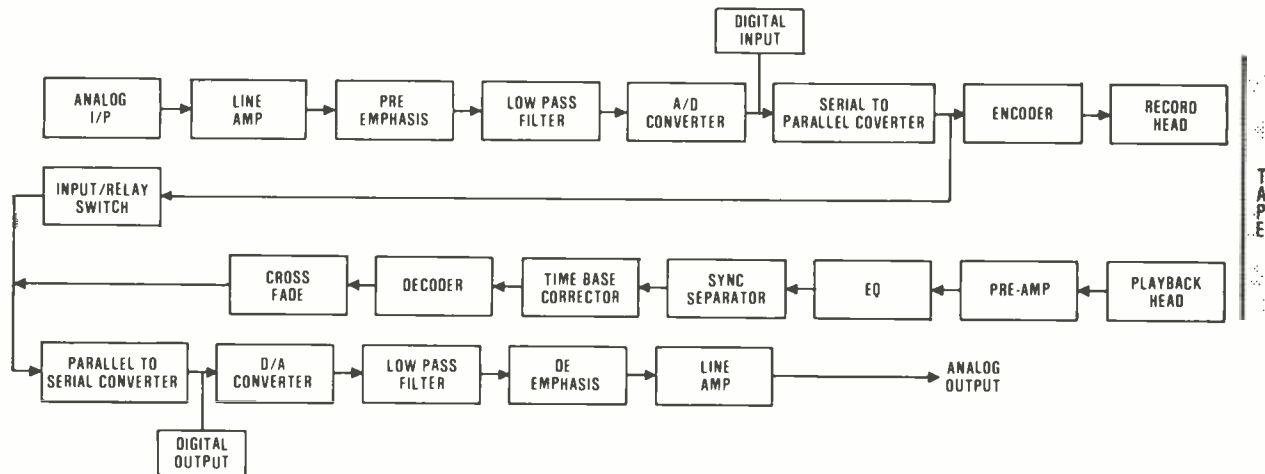 DIGITAL
INPUT
ANALOG
I/P
LINE
AMP
PRE
EMPHASIS
LOW PASS
FILTER
A/D
CONVERTER
SERIAL TO
PARALLEL COVERTER
ENCODER
RECORD
HEAD
TAPE
INPUT/RELAY
SWITCH
CROSS
FADE
DECODER
TIME BASE
CORRECTOR
SYNC
SEPARATOR
EQ
PRE-AMP
PLAYBACK
HEAD
PARALLEL TO
SERIAL CONVERTER
D/A
CONVERTER
LOW PASS
FILTER
DE
EMPHASIS
LINE
AMP
ANALOG
OUTPUT
DIGITAL
OUTPUT